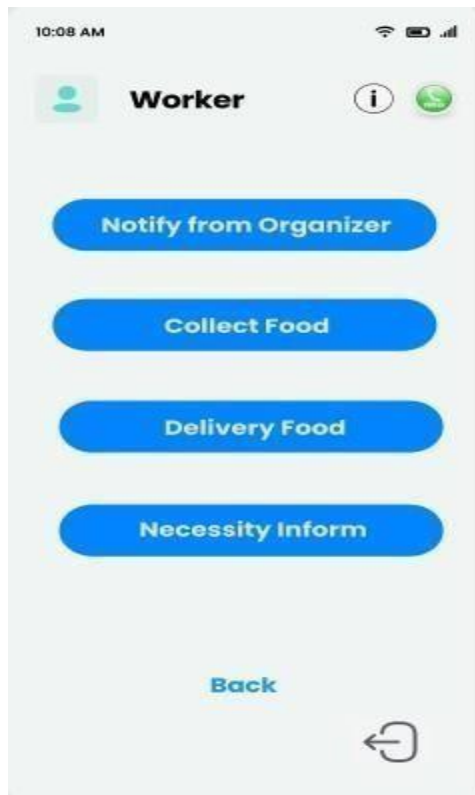 10:08 AM
Worker
i
Notify from Organizer
Collect Food
Delivery Food
Necessity Inform
Back